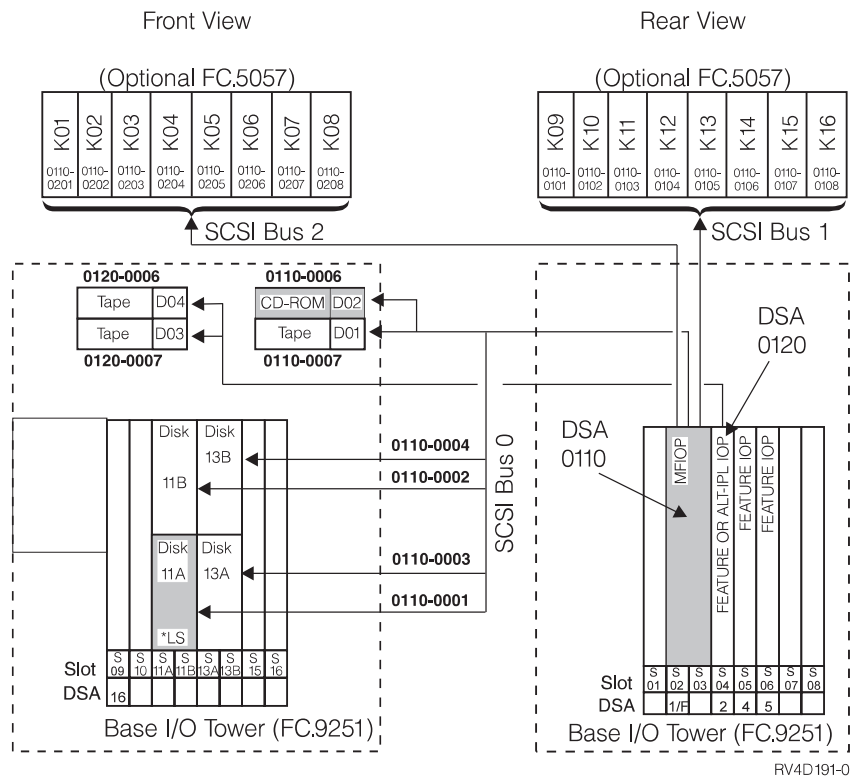 Front View
Rear View
(Optional FC.5057)
(Optional FC.5057)
K01 K02 K03 K04 K05 K06 K07 K08
0110-0201 0110-0202 0110-0203 0110-0204 0110-0205 0110-0206 0110-0207 0110-0208
K09 K10 K11 K12 K13 K14 K15 K16
0110-0101 0110-0102 0110-0103 0110-0104 0110-0105 0110-0106 0110-0107 0110-0108
SCSI Bus 2
SCSI Bus 1
0120-0006
0110-0006
Tape D04
CD-ROM D02
Tape D03
Tape D01
0120-0007
0110-0007
DSA
0120
Disk
11B
Disk
13B
Disk
11A
*LS
Disk
13A
0110-0004
0110-0002
0110-0003
0110-0001
SCSI Bus 0
DSA
0110
MFIOP
FEATURE OR ALT-IPL IOP
FEATURE IOP
FEATURE IOP
Slot S 09 S 10 S 11A S 11B S 13A S 13B S 15 S 16
DSA 16
Base I/O Tower (FC.9251)
Slot S 01 S 02 S 03 S 04 S 05 S 06 S 07 S 08
DSA 1/F 2 4 5
Base I/O Tower (FC.9251)
RV4D191-0